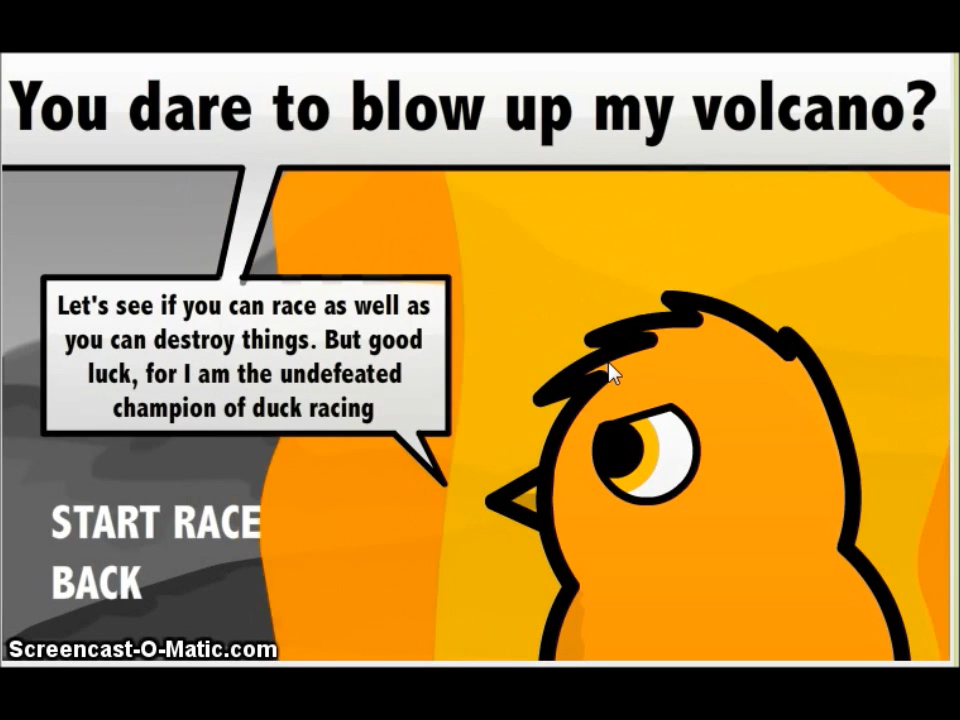 You dare to blow up my volcano?
Let's see if you can race as well as
you can destroy things. But good
luck, for I am the undefeated
champion of duck racing
START RACE
BACK
Screencast-O-Matic.com